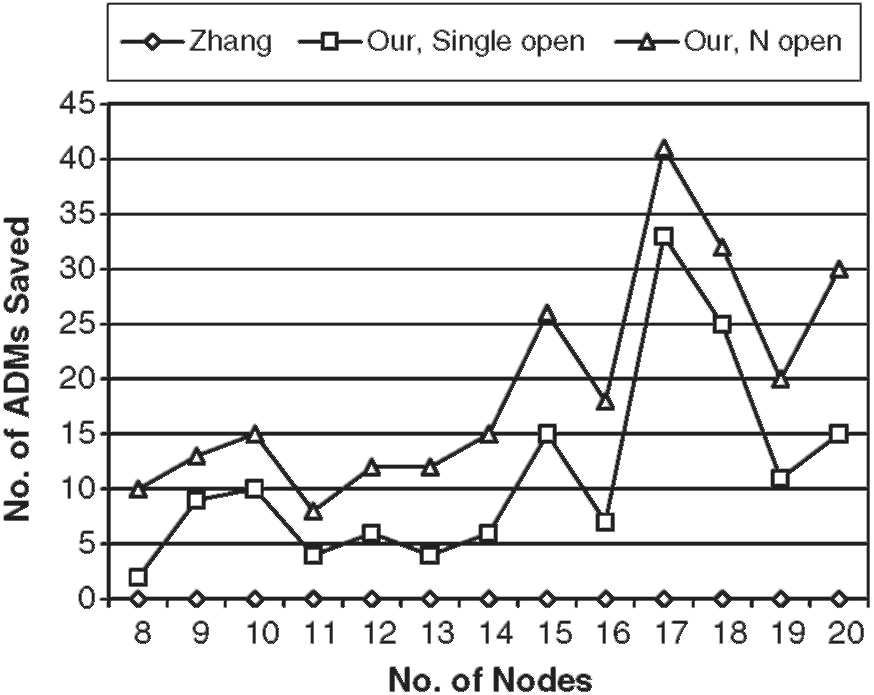 Zhang Our, Single open Our, N open
45
40
35
30
25
20
15
10
5
0
No. of ADMs Saved
8 9 10 11 12 13 14 15 16 17 18 19 20
No. of Nodes